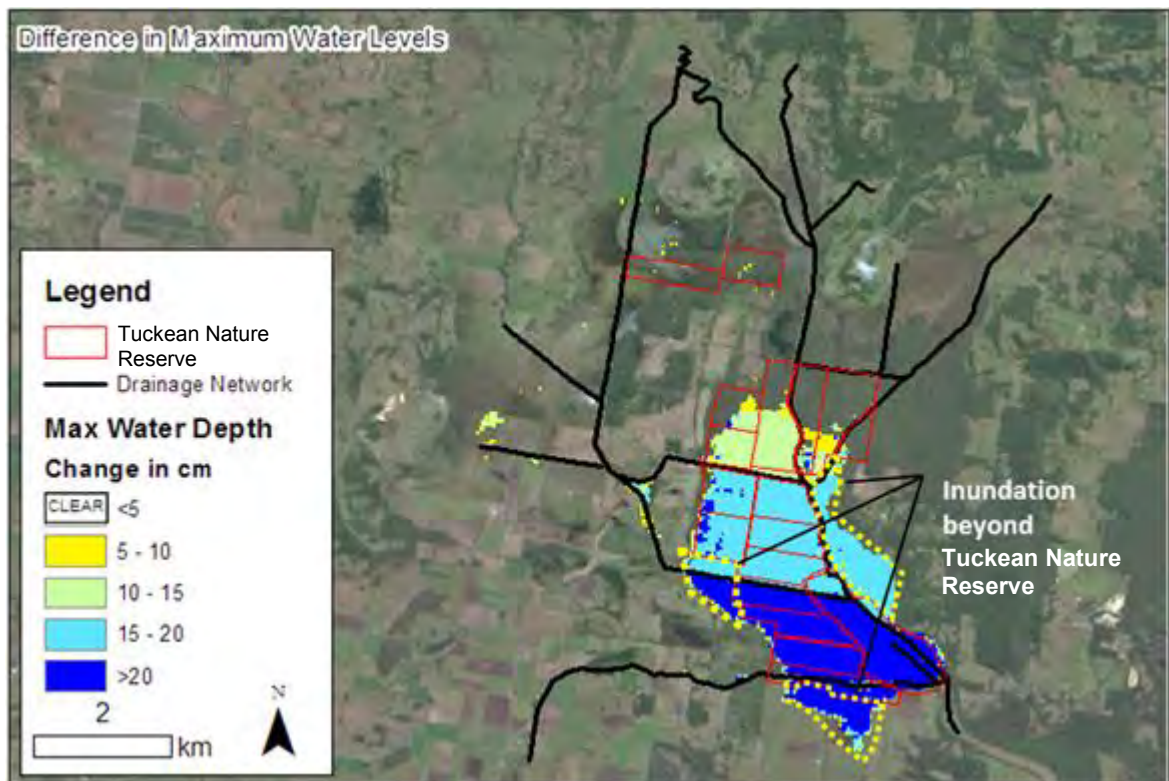 Difference in Maximum Water Levels
Legend
Tuckean Nature
Reserve
Drainage Network
Max Water Depth
Change in cm
CLEAR <5
5 - 10
10 - 15
15 - 20
>20
2
km
N
Inundation
beyond
Tuckean Nature
Reserve